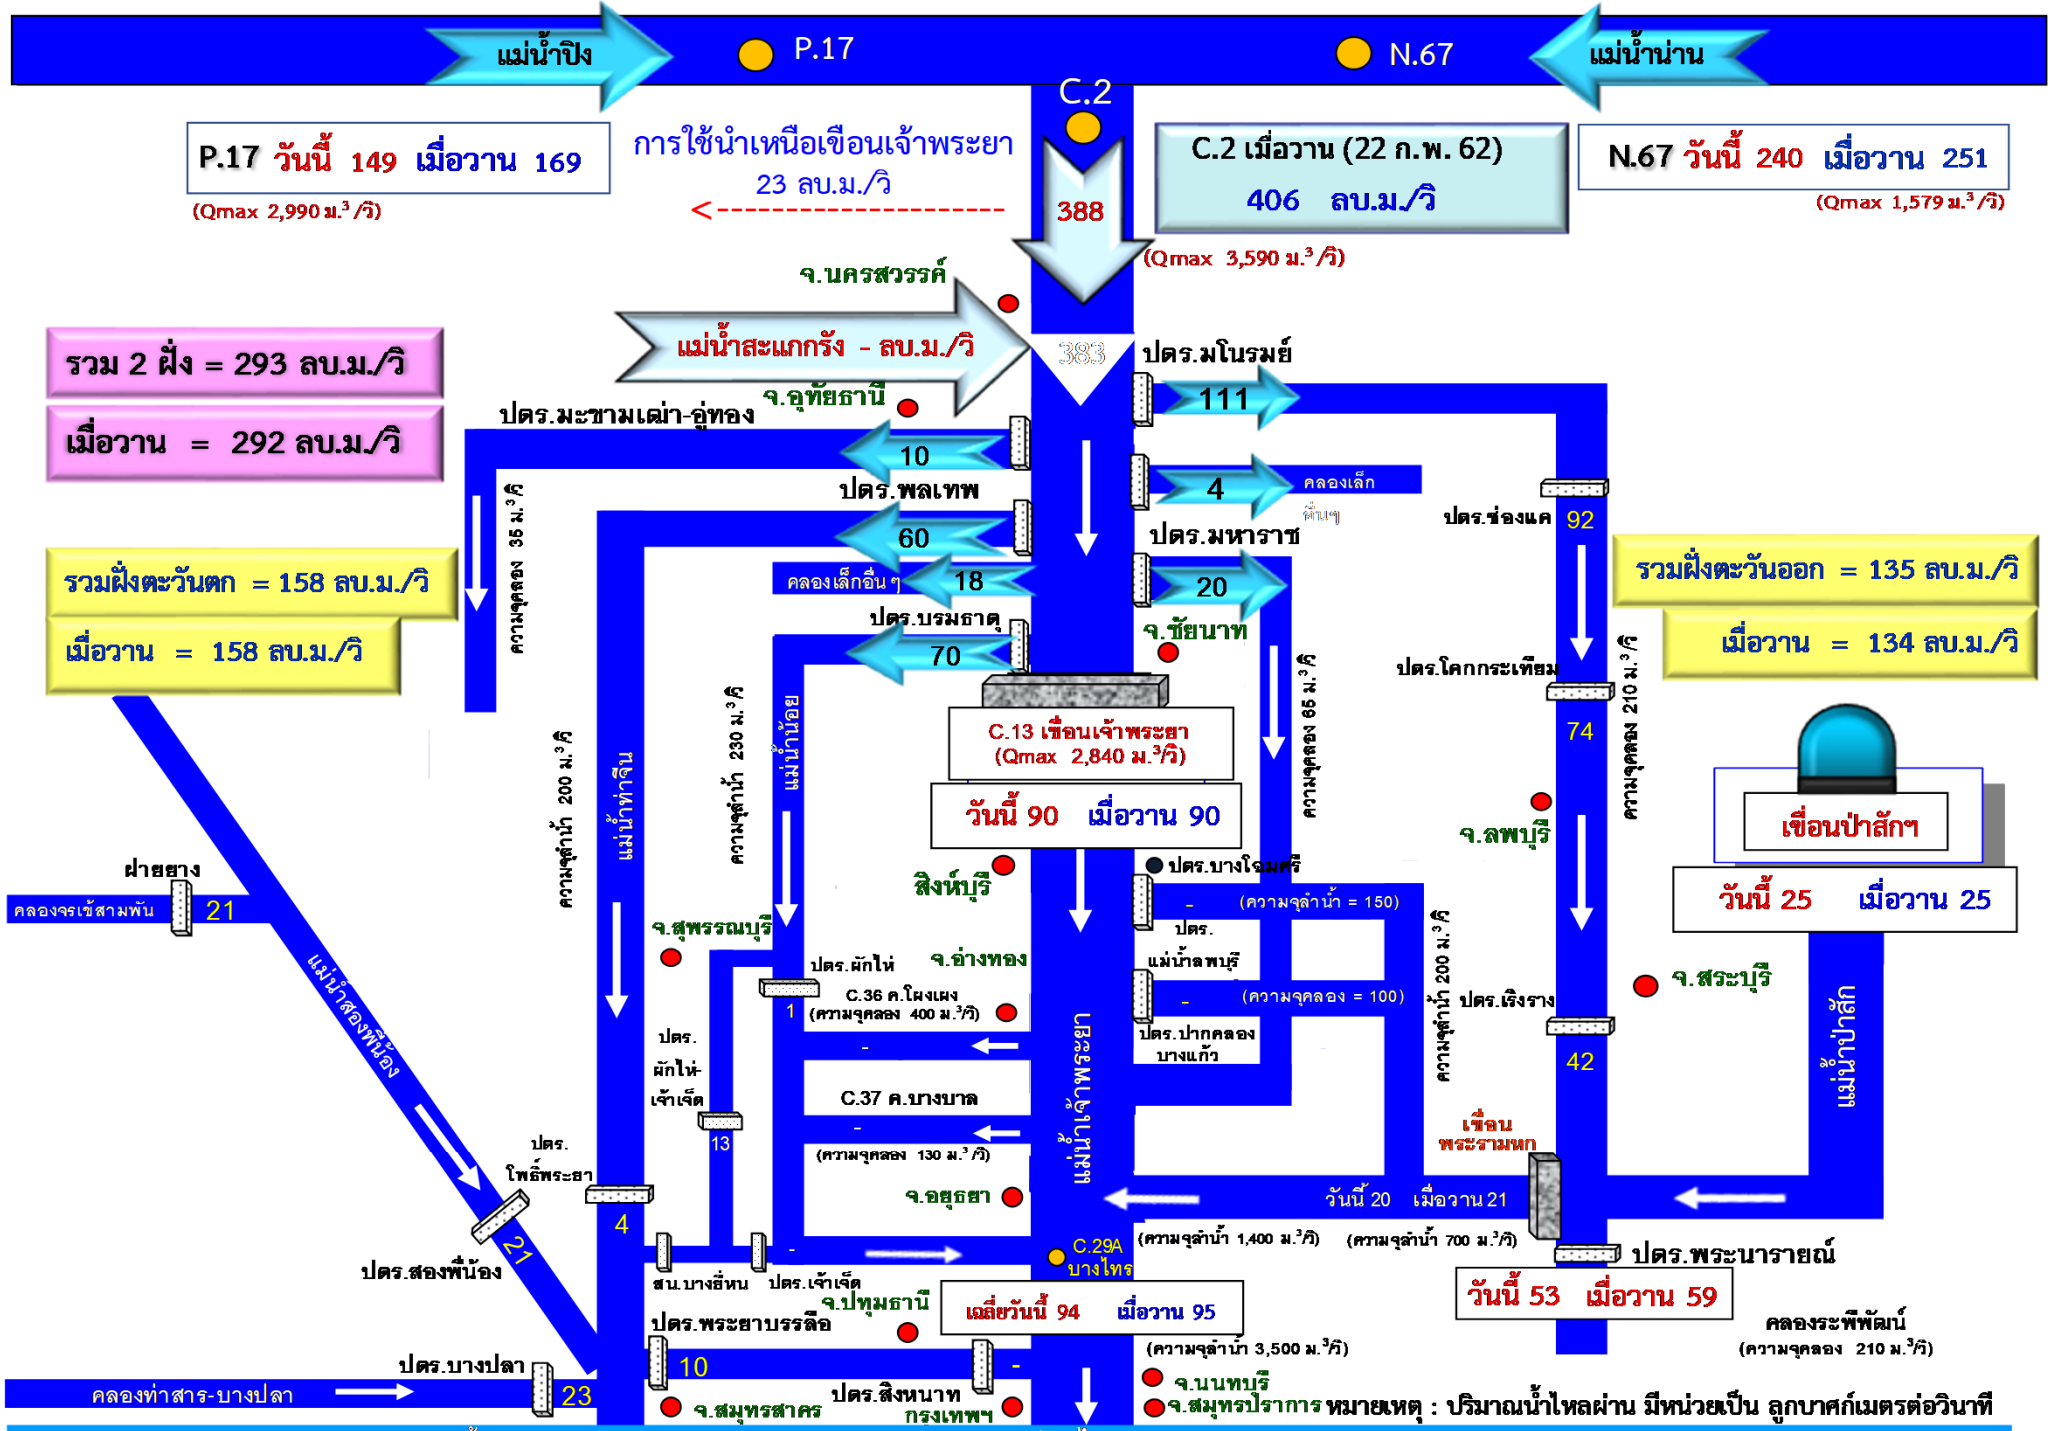 แม่น้ำปิง
P.17
N.67
แม่น้ำน่าน
C.2
P.17 วันนี้ 149 เมื่อวาน 169
(Qmax 2,990 ม.³/วิ)
การใช้น้ำเหนือเขื่อนเจ้าพระยา
23 ลบ.ม./วิ
<--------------------
388
C.2 เมื่อวาน (22 ก.พ. 62)
406 ลบ.ม./วิ
(Qmax 3,590 ม.³/วิ)
N.67 วันนี้ 240 เมื่อวาน 251
(Qmax 1,579 ม.³/วิ)
จ.นครสวรรค์
แม่น้ำสะแกกรัง - ลบ.ม./วิ
383
จ.อุทัยธานี
รวม 2 ฝั่ง = 293 ลบ.ม./วิ
เมื่อวาน = 292 ลบ.ม./วิ
ปตร.มโนรมย์
111
ปตร.มะขามเฒ่า-อู่ทอง
10
ความจุคลอง 35 ม.³/วิ
4
คลองเล็ก
อื่นๆ
ปตร.พลเทพ
60
ปตร.มหาราช
20
คลองเล็กอื่น ๆ
18
ปตร.ช่องแค
92
รวมฝั่งตะวันตก = 158 ลบ.ม./วิ
เมื่อวาน = 158 ลบ.ม./วิ
รวมฝั่งตะวันออก = 135 ลบ.ม./วิ
เมื่อวาน = 134 ลบ.ม./วิ
ปตร.บรมธาตุ
70
จ.ชัยนาท
ปตร.โคกกระเทียม
74
ความจุลำน้ำ 200 ม.³/วิ
แม่น้ำท่าจีน
ความจุลำน้ำ 230 ม.³/วิ
แม่น้ำน้อย
ความจุคลอง 65 ม.³/วิ
ความจุคลอง 210 ม.³/วิ
C.13 เขื่อนเจ้าพระยา
(Qmax 2,840 ม.³/วิ)
วันนี้ 90 เมื่อวาน 90
เขื่อนป่าสักฯ
วันนี้ 25 เมื่อวาน 25
จ.ลพบุรี
ฝายยาง
คลองจรเข้สามพัน
21
สิงห์บุรี
ปตร.บางโฉมศรี
-
(ความจุลำน้ำ = 150)
จ.สุพรรณบุรี
ปตร.
แม่น้ำลพบุรี
-
(ความจุคลอง = 100)
ปตร.ปากคลอง
บางแก้ว
ความจุลำน้ำ 200 ม.³/วิ
แม่น้ำสองพี่น้อง
ปตร.ผักไห่
1
จ.อ่างทอง
C.36 ค.โผงเผง
(ความจุคลอง 400 ม.³/วิ)
-
ปตร.เริงราง
42
จ.สระบุรี
แม่น้ำป่าสัก
ปตร.
ผักไห่-
เจ้าเจ็ด
13
C.37 ค.บางบาล
-
(ความจุคลอง 130 ม.³/วิ)
แม่น้ำเจ้าพระยา
เขื่อน
พระรามหก
ปตร.
โพธิ์พระยา
4
จ.อยุธยา
วันนี้ 20 เมื่อวาน 21
(ความจุลำน้ำ 1,400 ม.³/วิ)
(ความจุลำน้ำ 700 ม.³/วิ)
21
ปตร.สองพี่น้อง
-
สน.บางยี่หน
ปตร.เจ้าเจ็ด
C.29A
บางไทร
ปตร.พระนารายณ์
วันนี้ 53 เมื่อวาน 59
จ.ปทุมธานี
เฉลี่ยวันนี้ 94 เมื่อวาน 95
(ความจุลำน้ำ 3,500 ม.³/วิ)
คลองระพีพัฒน์
(ความจุคลอง 210 ม.³/วิ)
ปตร.พระยาบรรลือ
10
-
ปตร.สิงหนาท
ปตร.บางปลา
คลองท่าสาร-บางปลา
23
จ.นนทบุรี
จ.สมุทรสาคร
กรุงเทพฯ
จ.สมุทรปราการ
หมายเหตุ : ปริมาณน้ำไหลผ่าน มีหน่วยเป็น ลูกบาศก์เมตรต่อวินาที